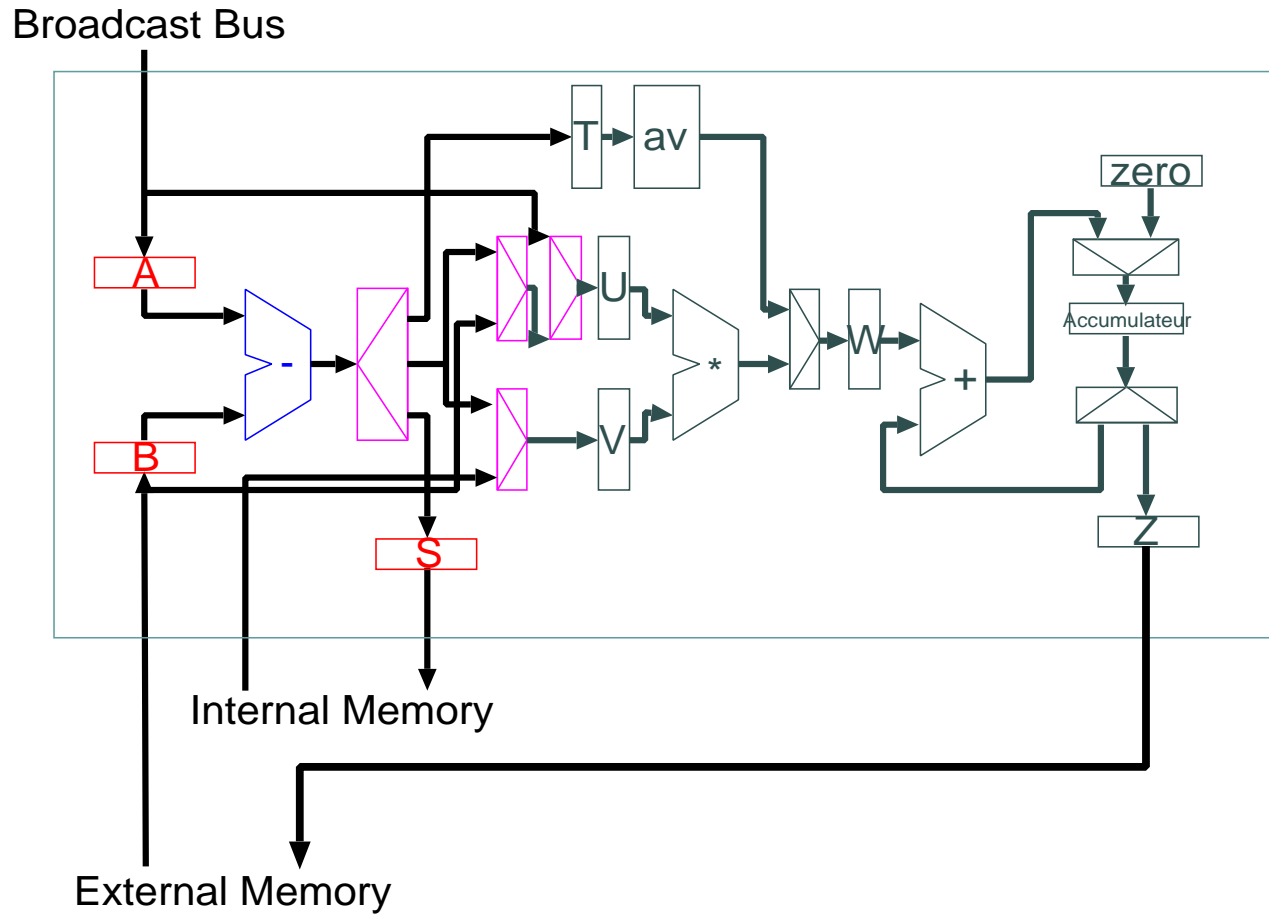 Broadcast Bus
T
av
zero
A
U
Accumulateur
-
*
W
+
B
V
S
Z
Internal Memory
External Memory